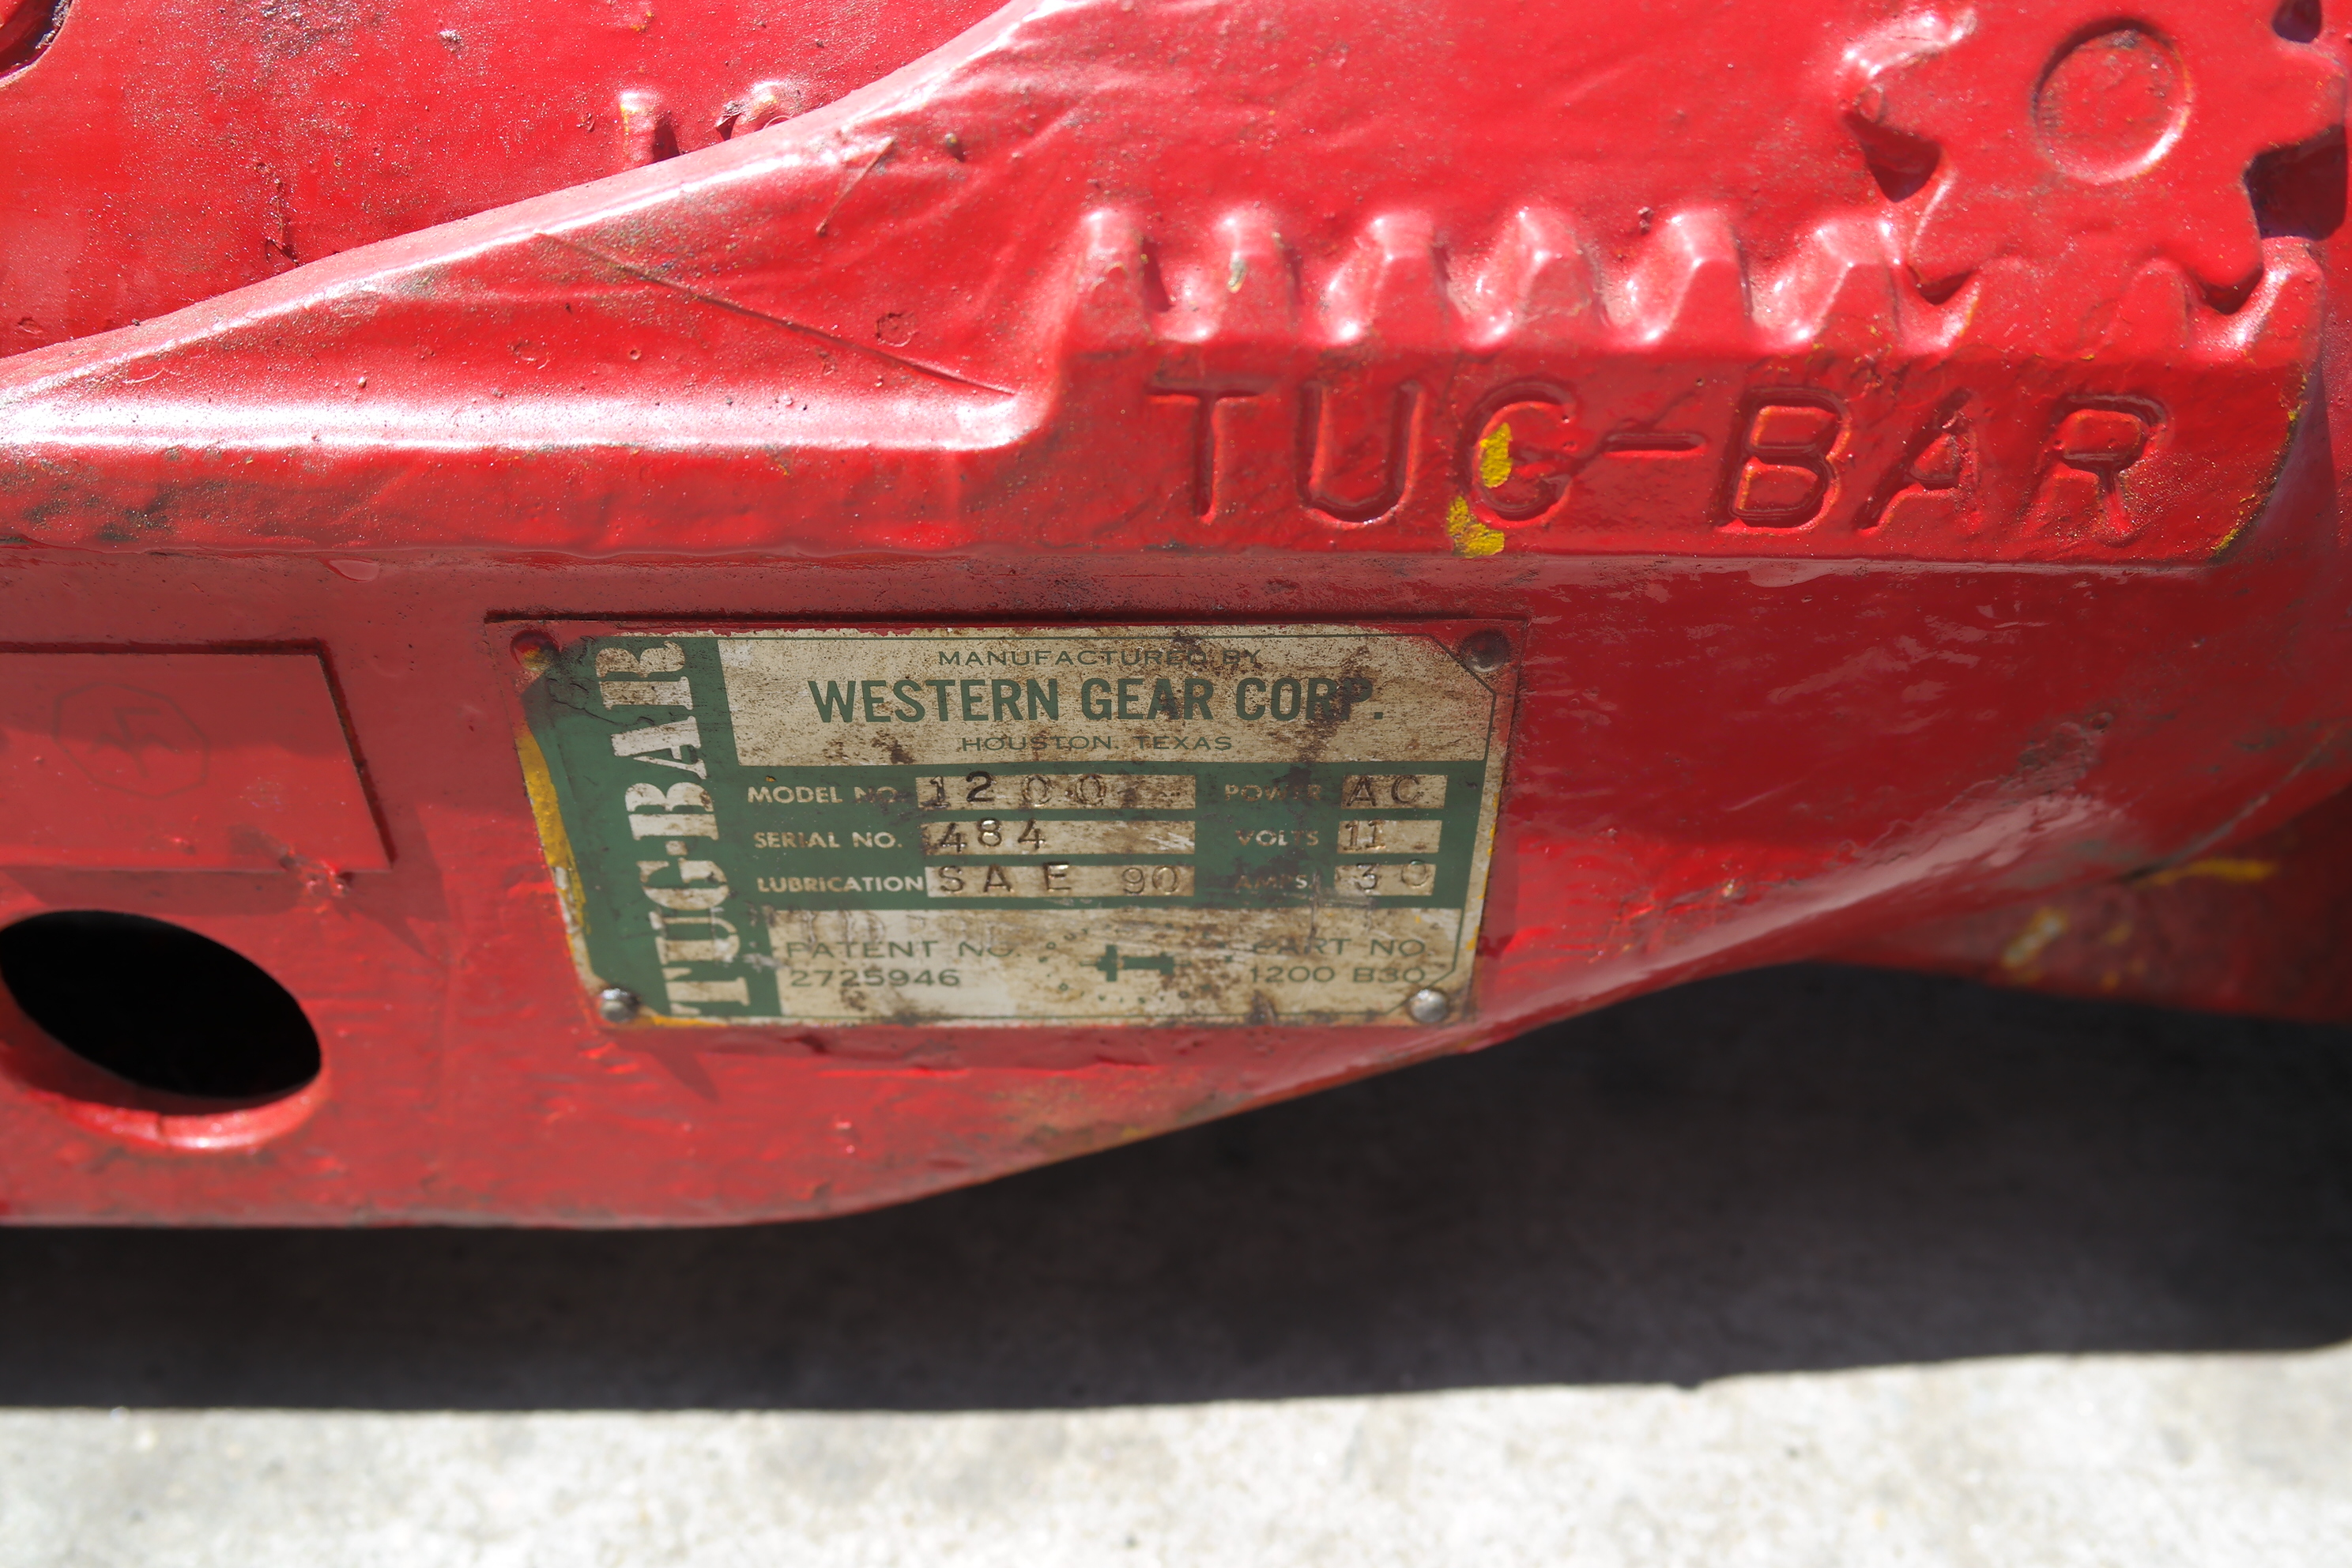 TUG-BAR
TUG-BAR
MANUFACTURED BY
WESTERN GEAR CORP.
HOUSTON, TEXAS
MODEL NO. 1200 POWER AC
SERIAL NO. 484 VOLTS 11
LUBRICATION SAE 90 AMPS 30
PATENT NO. PART NO.
2725946 1200 B30